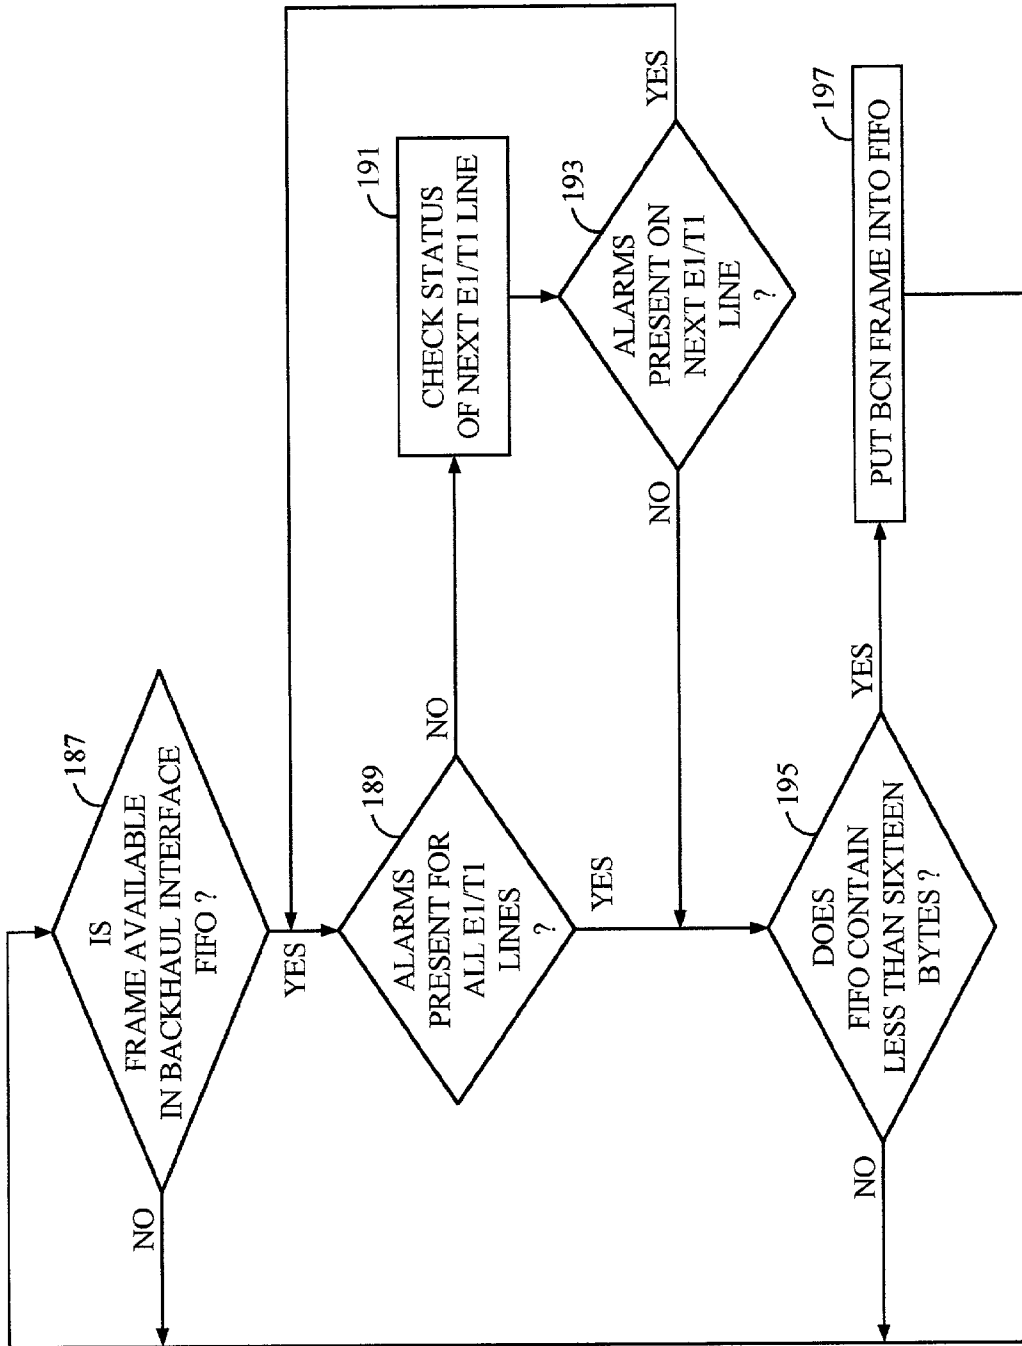 187
IS
FRAME AVAILABLE
IN BACKHAUL INTERFACE
FIFO ?
NO
YES
189
ALARMS
PRESENT FOR
ALL E1/T1
LINES
?
NO
YES
191
CHECK STATUS
OF NEXT E1/T1 LINE
193
ALARMS
PRESENT ON
NEXT E1/T1
LINE
?
YES
NO
195
DOES
FIFO CONTAIN
LESS THAN SIXTEEN
BYTES ?
NO
YES
197
PUT BCN FRAME INTO FIFO